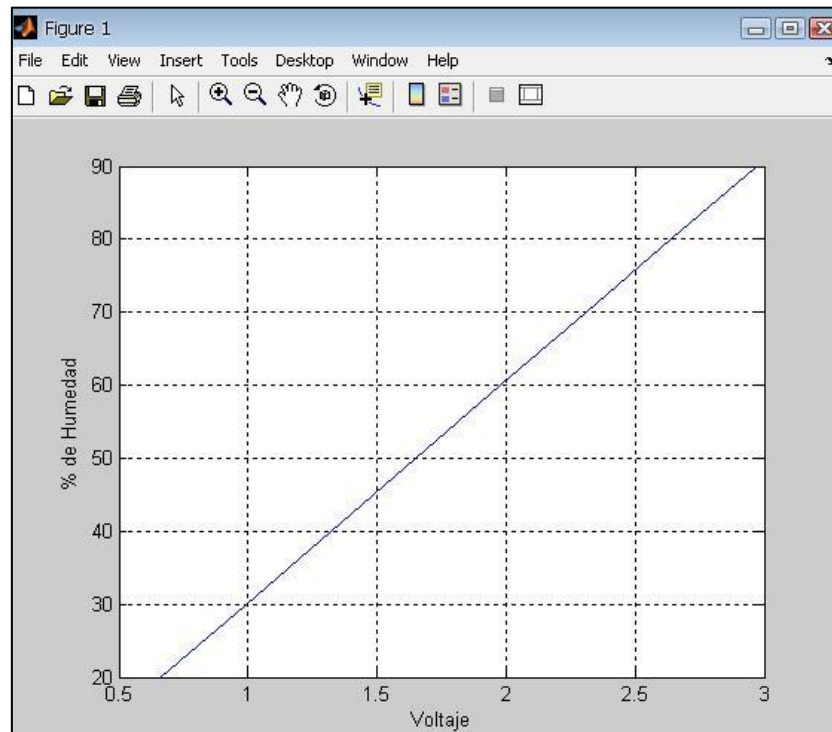 Figure 1
File Edit View Insert Tools Desktop Window Help
90
80
70
60
50
40
30
20
% de Humedad
0.5 1 1.5 2 2.5 3
Voltaje